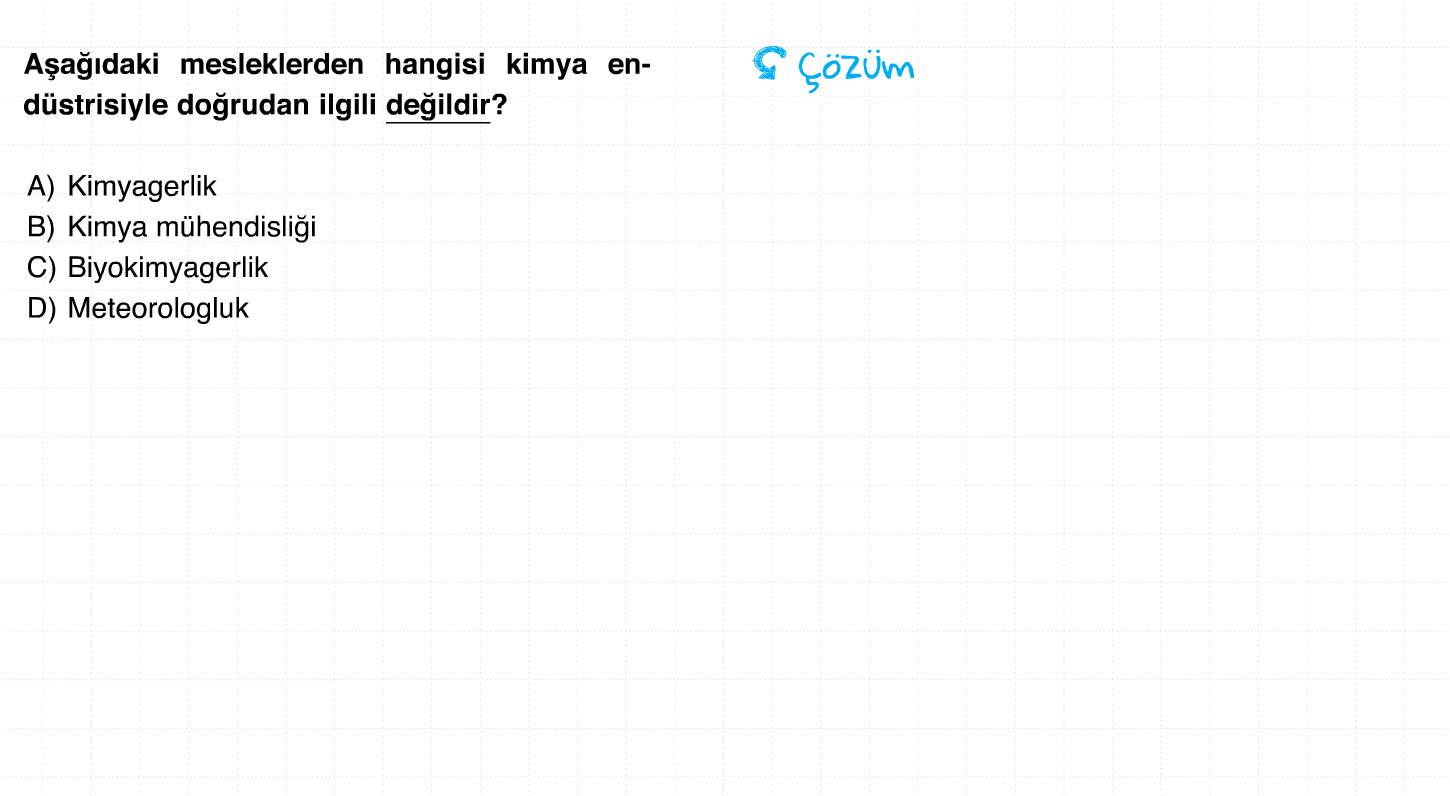 Aşağıdaki mesleklerden hangisi kimya en-
düstrisiyle doğrudan ilgili değildir?
A) Kimyagerlik
B) Kimya mühendisliği
C) Biyokimyagerlik
D) Meteorologluk
Çözüm